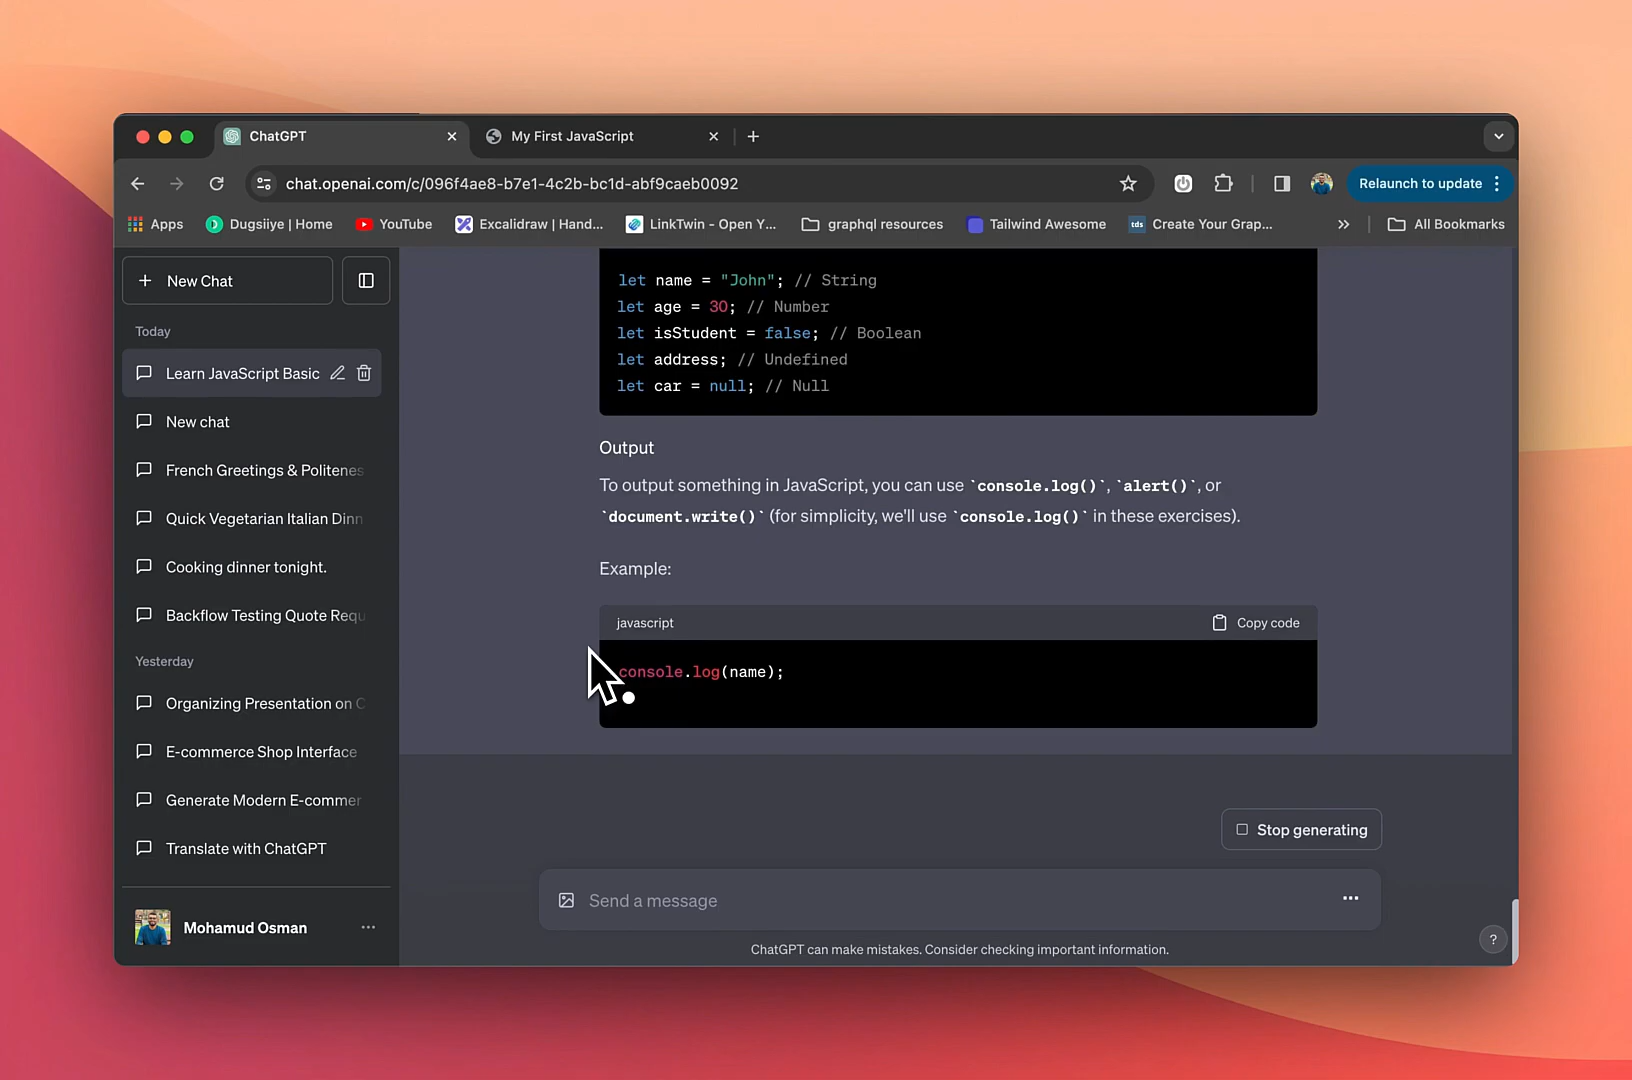 ChatGPT
My First JavaScript
chat.openai.com/c/096f4ae8-b7e1-4c2b-bc1d-abf9caeb0092
Relaunch to update
Apps
Dugsiiye | Home
YouTube
Excalidraw | Hand...
LinkTwin - Open Y...
graphql resources
Tailwind Awesome
tds
Create Your Grap...
All Bookmarks
New Chat
Today
Learn JavaScript Basic
New chat
French Greetings & Politenes
Quick Vegetarian Italian Dinn
Cooking dinner tonight.
Backflow Testing Quote Requ
Yesterday
Organizing Presentation on C
E-commerce Shop Interface
Generate Modern E-commer
Translate with ChatGPT
Mohamud Osman
let name = "John"; // String
let age = 30; // Number
let isStudent = false; // Boolean
let address; // Undefined
let car = null; // Null
Output
To output something in JavaScript, you can use `console.log()`, `alert()`, or
`document.write()` (for simplicity, we'll use `console.log()` in these exercises).
Example:
javascript
Copy code
console.log(name);
Stop generating
Send a message
ChatGPT can make mistakes. Consider checking important information.
?